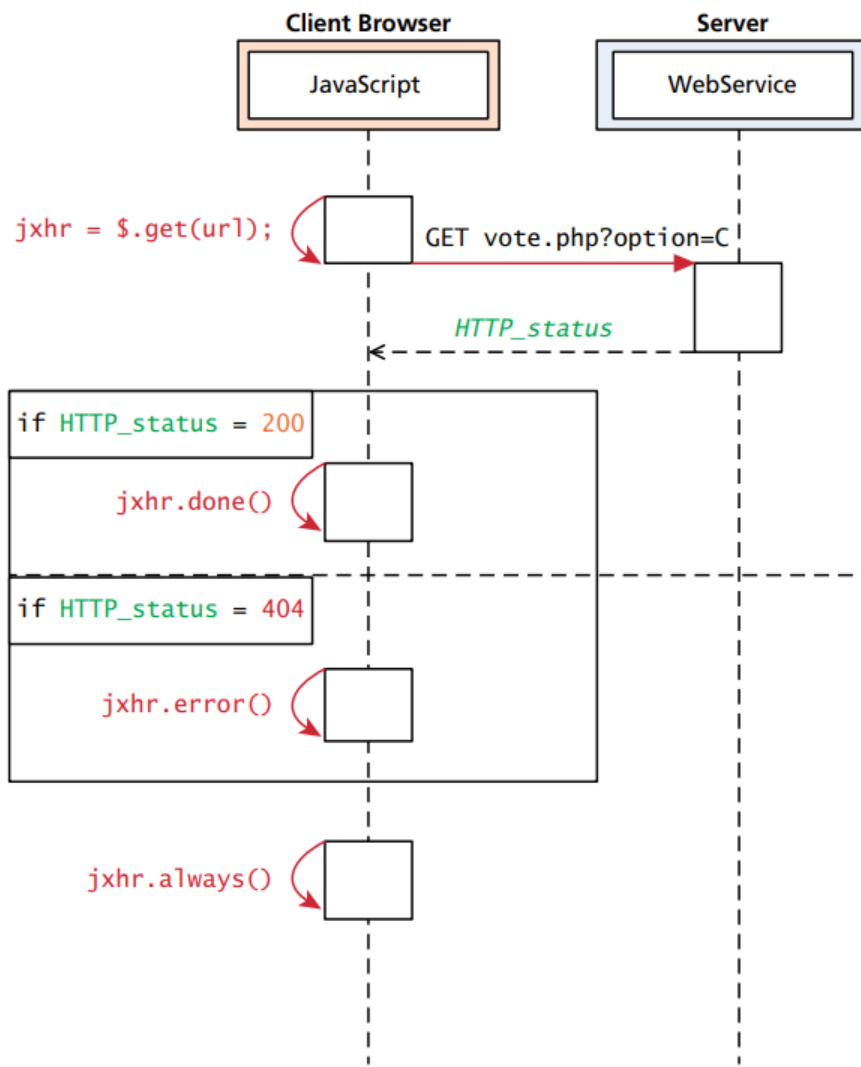 Client Browser
Server
JavaScript
WebService
jxhr = $.get(url);
GET vote.php?option=C
HTTP_status
if HTTP_status = 200
jxhr.done()
if HTTP_status = 404
jxhr.error()
jxhr.always()